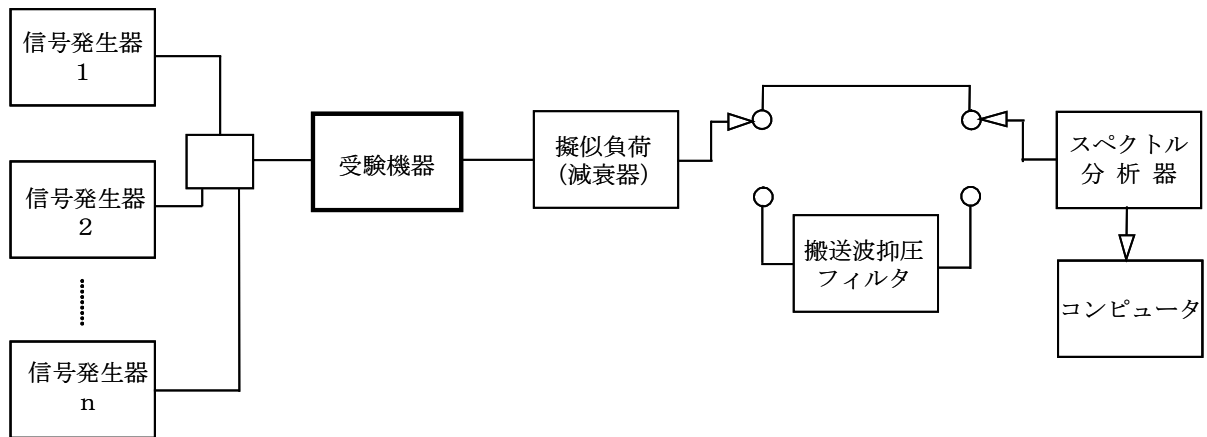 信号発生器
1
信号発生器
2
信号発生器
n
受験機器
擬似負荷
(減衰器)
搬送波抑圧
フィルタ
スペクトル
分 析 器
コンピュータ